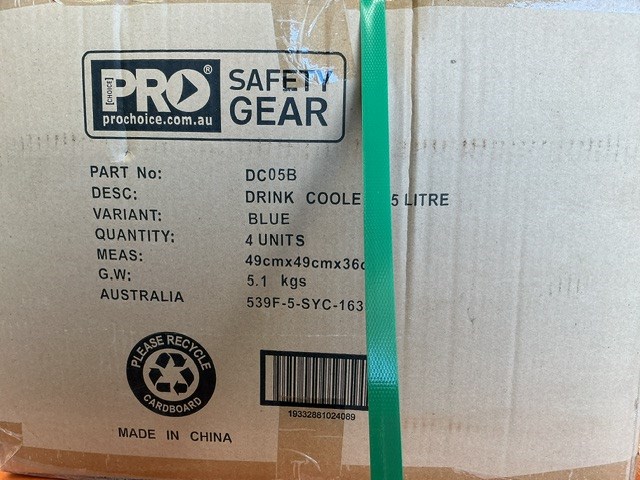 [CHOICE] PRO® SAFETY GEAR
prochoice.com.au
PART No: DC05B
DESC: DRINK COOLE 5 LITRE
VARIANT: BLUE
QUANTITY: 4 UNITS
MEAS: 49cmx49cmx36c
G.W: 5.1 kgs
AUSTRALIA 539F-5-SYC-163
PLEASE RECYCLE
CARDBOARD
19332881024089
MADE IN CHINA